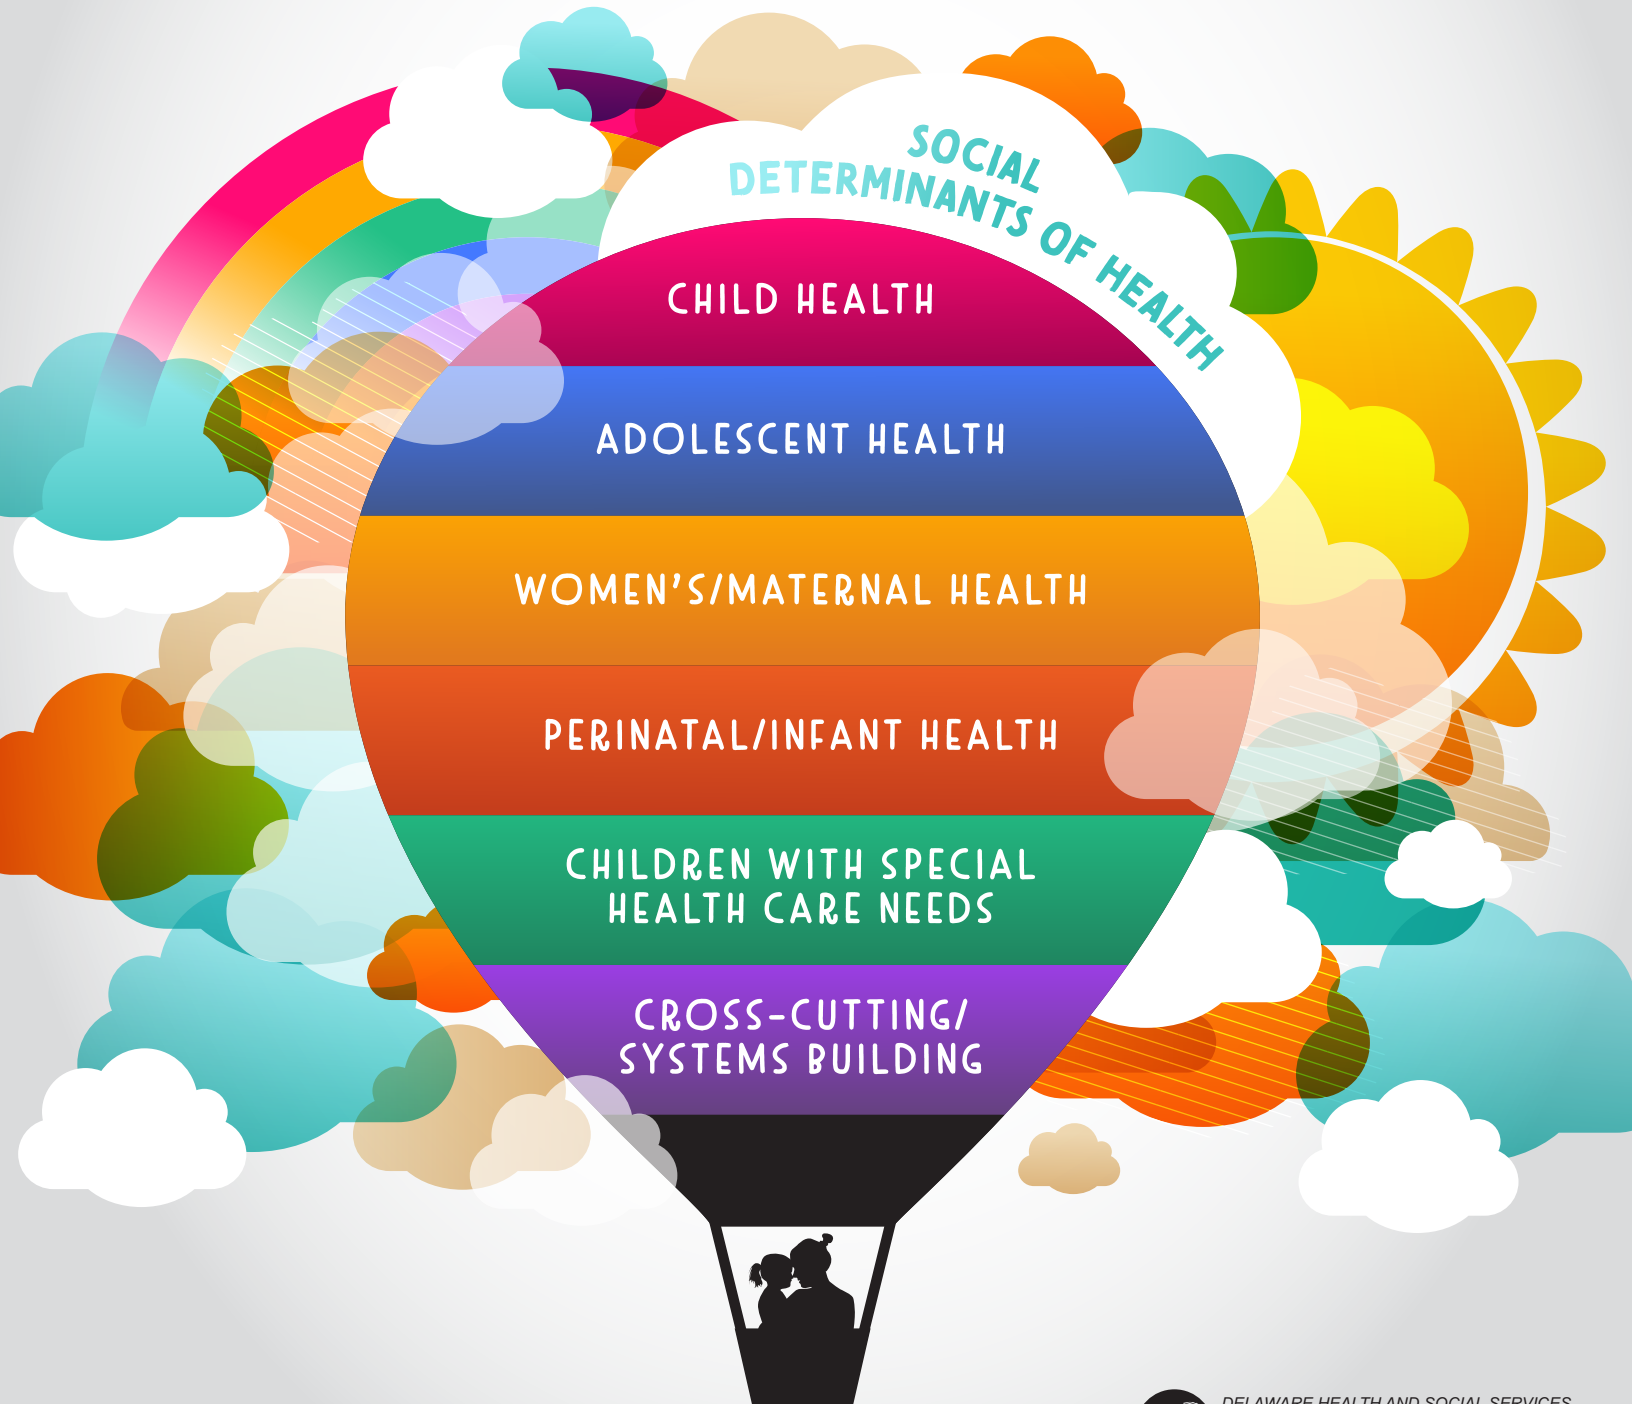 SOCIAL
DETERMINANTS OF HEALTH
CHILD HEALTH
ADOLESCENT HEALTH
WOMEN'S/MATERNAL HEALTH
PERINATAL/INFANT HEALTH
CHILDREN WITH SPECIAL
HEALTH CARE NEEDS
CROSS-CUTTING/
SYSTEMS BUILDING
DELAWARE HEALTH AND SOCIAL SERVICES